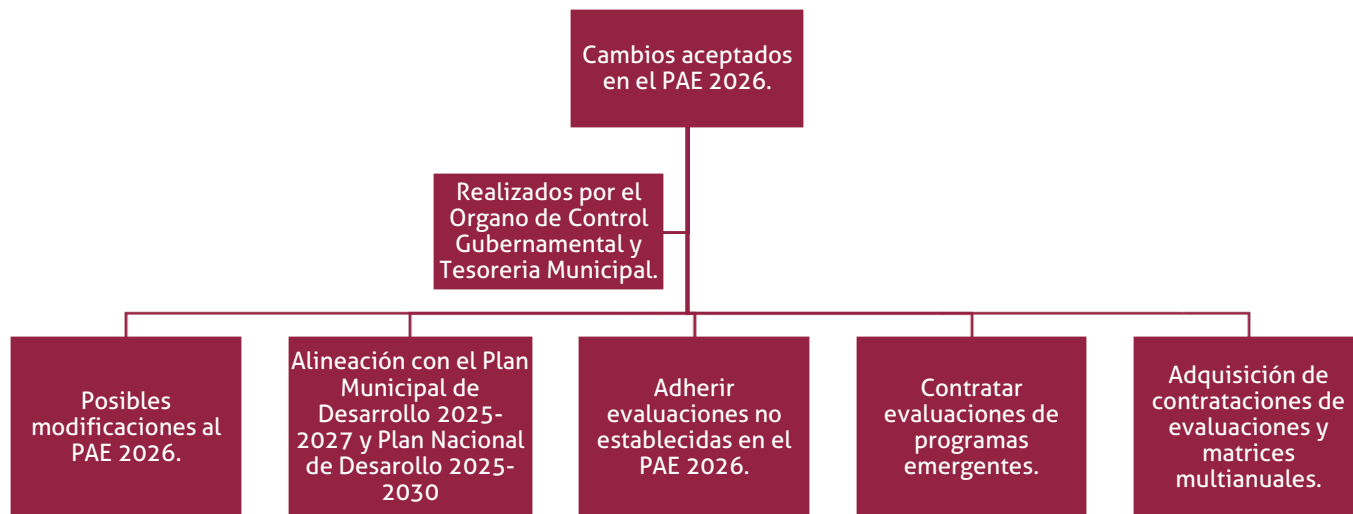 Cambios aceptados
en el PAE 2026.
Realizados por el
Organo de Control
Gubernamental y
Tesoreria Municipal.
Posibles
modificaciones al
PAE 2026.
Alineación con el Plan
Municipal de
Desarrollo 2025-
2027 y Plan Nacional
de Desarollo 2025-
2030
Adherir
evaluaciones no
establecidas en el
PAE 2026.
Contratar
evaluaciones de
programas
emergentes.
Adquisición de
contrataciones de
evaluaciones y
matrices
multianuales.